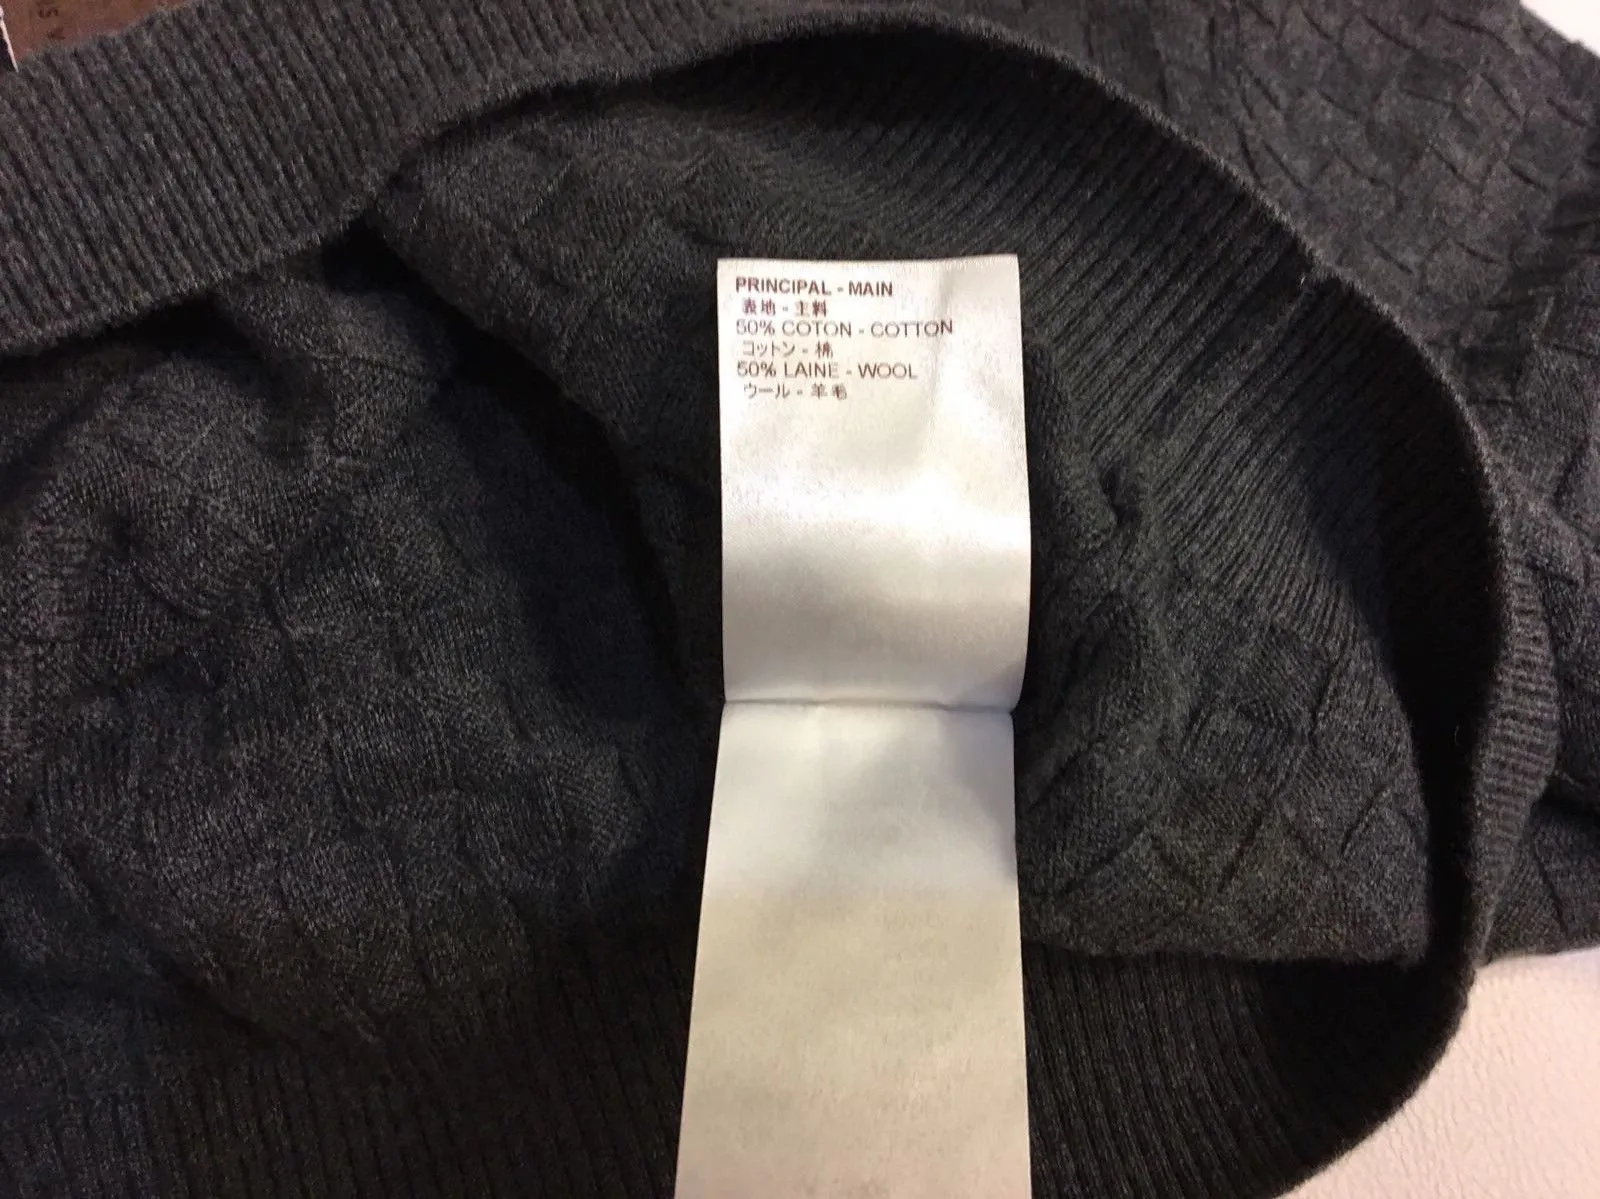 PRINCIPAL - MAIN
表地 - 主料
50% COTON - COTTON
コットン - 棉
50% LAINE - WOOL
ウール - 羊毛